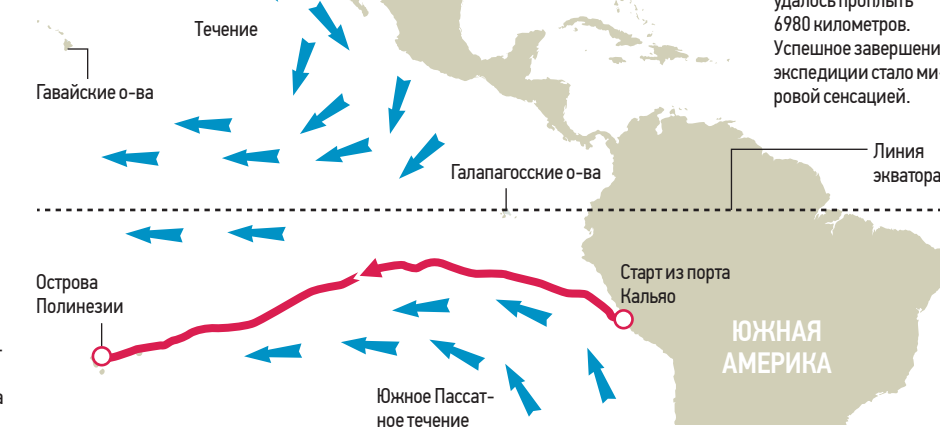 удалось проплыть
6980 километров.
Успешное завершени
экспедиции стало ми-
ровой сенсацией.
Течение
Гавайские о-ва
Линия
экватора
Галапагосские о-ва
Острова
Полинезии
Старт из порта
Кальяо
ЮЖНАЯ
АМЕРИКА
Южное Пассат-
ное течение
а